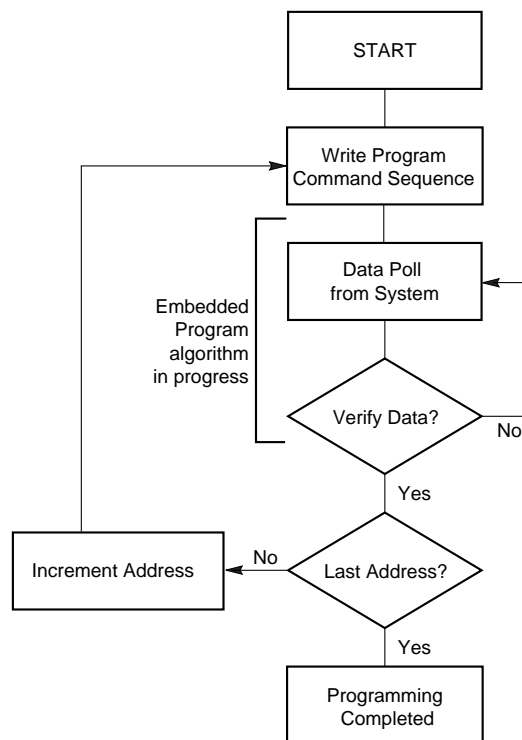 START
Write Program
Command Sequence
Data Poll
from System
Embedded
Program
algorithm
in progress
Verify Data?
No
Yes
No
Increment Address
Last Address?
Yes
Programming
Completed